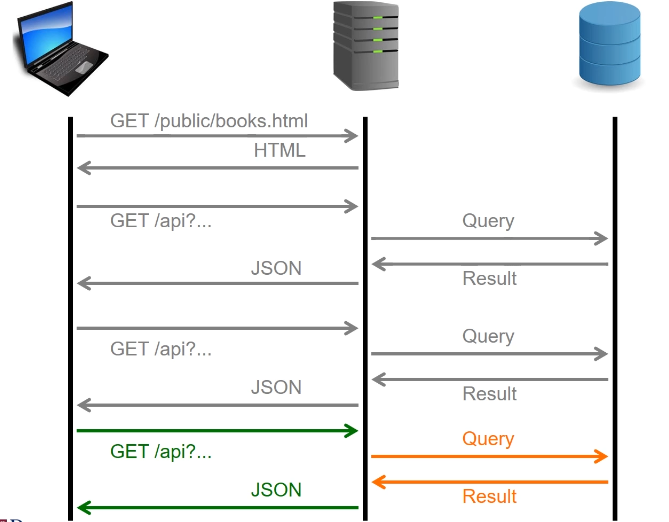 GET /public/books.html
HTML
GET /api?...
Query
JSON
Result
GET /api?...
Query
JSON
Result
GET /api?...
Query
JSON
Result